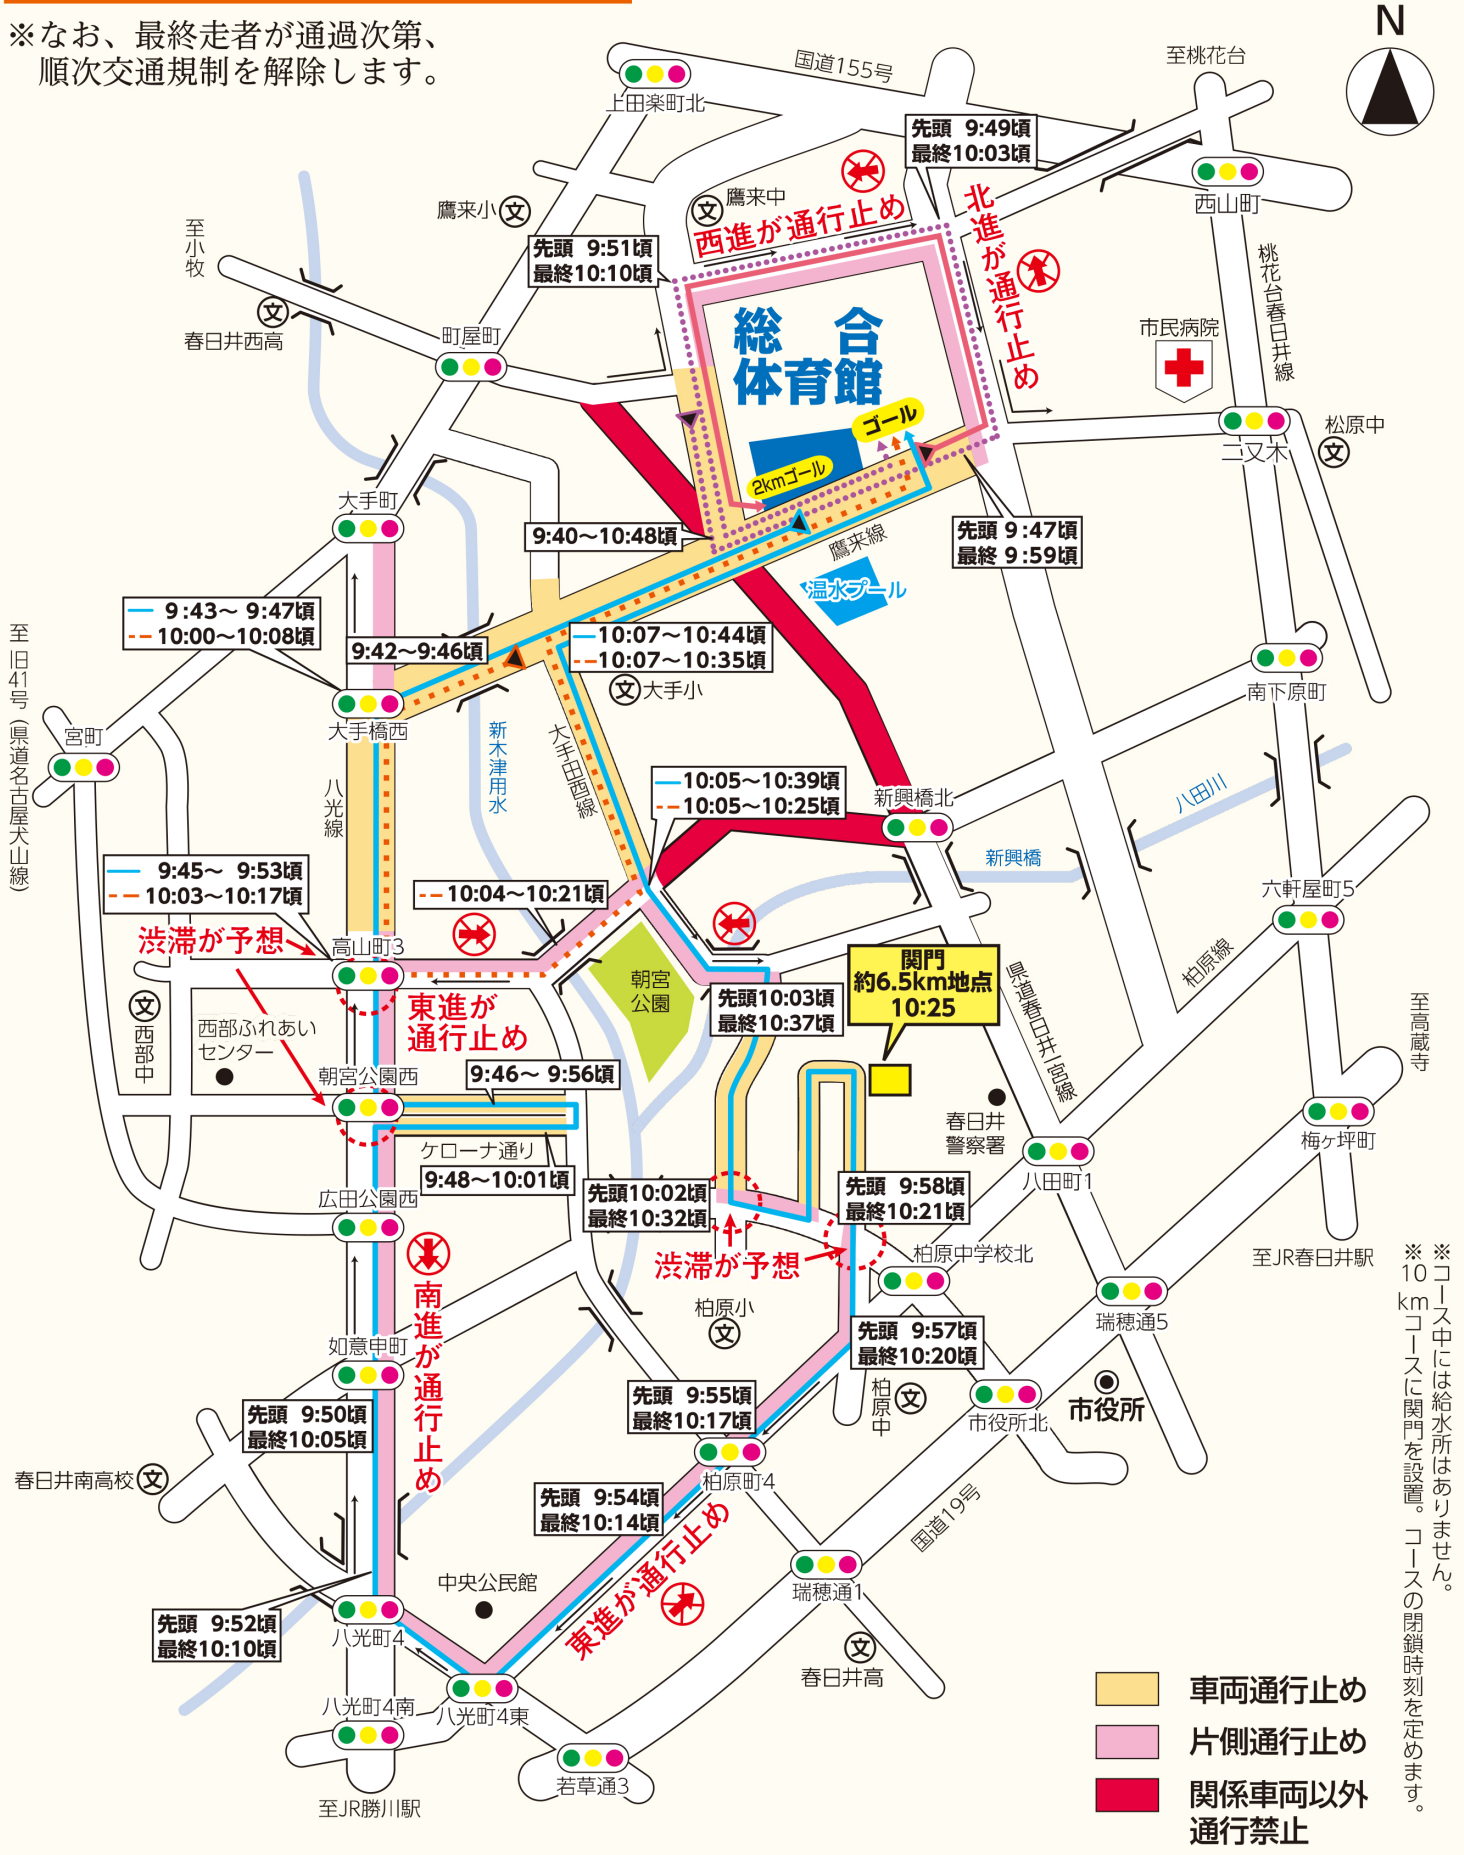 ※なお、最終走者が通過次第、
順次交通規制を解除します。
N
国道155号
至桃花台
上田楽町北
先頭 9:49頃
最終10:03頃
西山町
鷹来小
文
文
鷹来中
西進が通行止め
北進が通行止め
至小牧
先頭 9:51頃
最終10:10頃
桃花台春日井線
文
春日井西高
町屋町
総合
体育館
市民病院
ゴール
2kmゴール
二又木
松原中
文
大手町
9:40～10:48頃
先頭 9:47頃
最終 9:59頃
鷹来線
温水プール
9:43～ 9:47頃
10:00～10:08頃
9:42～9:46頃
10:07～10:44頃
10:07～10:35頃
文
大手小
南下原町
至旧41号(県道名古屋犬山線)
宮町
大手橋西
新木津用水
大手田西線
八光線
10:05～10:39頃
10:05～10:25頃
新興橋北
八田川
新興橋
9:45～ 9:53頃
10:03～10:17頃
10:04～10:21頃
六軒屋町5
渋滞が予想
高山町3
柏原線
関門
約6.5km地点
10:25
朝宮
公園
先頭10:03頃
最終10:37頃
県道春日井一宮線
東進が
通行止め
文
西部中
西部ふれあい
センター
至高蔵寺
朝宮公園西
9:46～ 9:56頃
春日井
警察署
梅ヶ坪町
ケローナ通り
9:48～10:01頃
八田町1
先頭10:02頃
最終10:32頃
先頭 9:58頃
最終10:21頃
広田公園西
渋滞が予想
柏原中学校北
至JR春日井駅
南進が通行止め
柏原小
文
瑞穂通5
如意申町
先頭 9:57頃
最終10:20頃
柏原中
文
市役所
市役所北
先頭 9:55頃
最終10:17頃
先頭 9:50頃
最終10:05頃
春日井南高校
文
柏原町4
先頭 9:54頃
最終10:14頃
東進が通行止め
国道19号
中央公民館
瑞穂通1
先頭 9:52頃
最終10:10頃
八光町4
文
春日井高
八光町4南
八光町4東
若草通3
至JR勝川駅
※コース中には給水所はありません。
※10kmコースに関門を設置。コースの閉鎖時刻を定めます。
車両通行止め
片側通行止め
関係車両以外
通行禁止